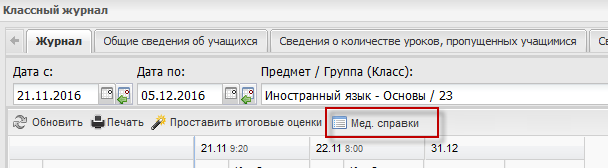 Классный журнал
Журнал Общие сведения об учащихся Сведения о количестве уроков, пропущенных учащимися
Дата с: Дата по: Предмет / Группа (Класс):
21.11.2016 05.12.2016 Иностранный язык - Основы / 23
Обновить Печать Проставить итоговые оценки Мед. справки
21.11 9:20 22.11 8:00 31.12